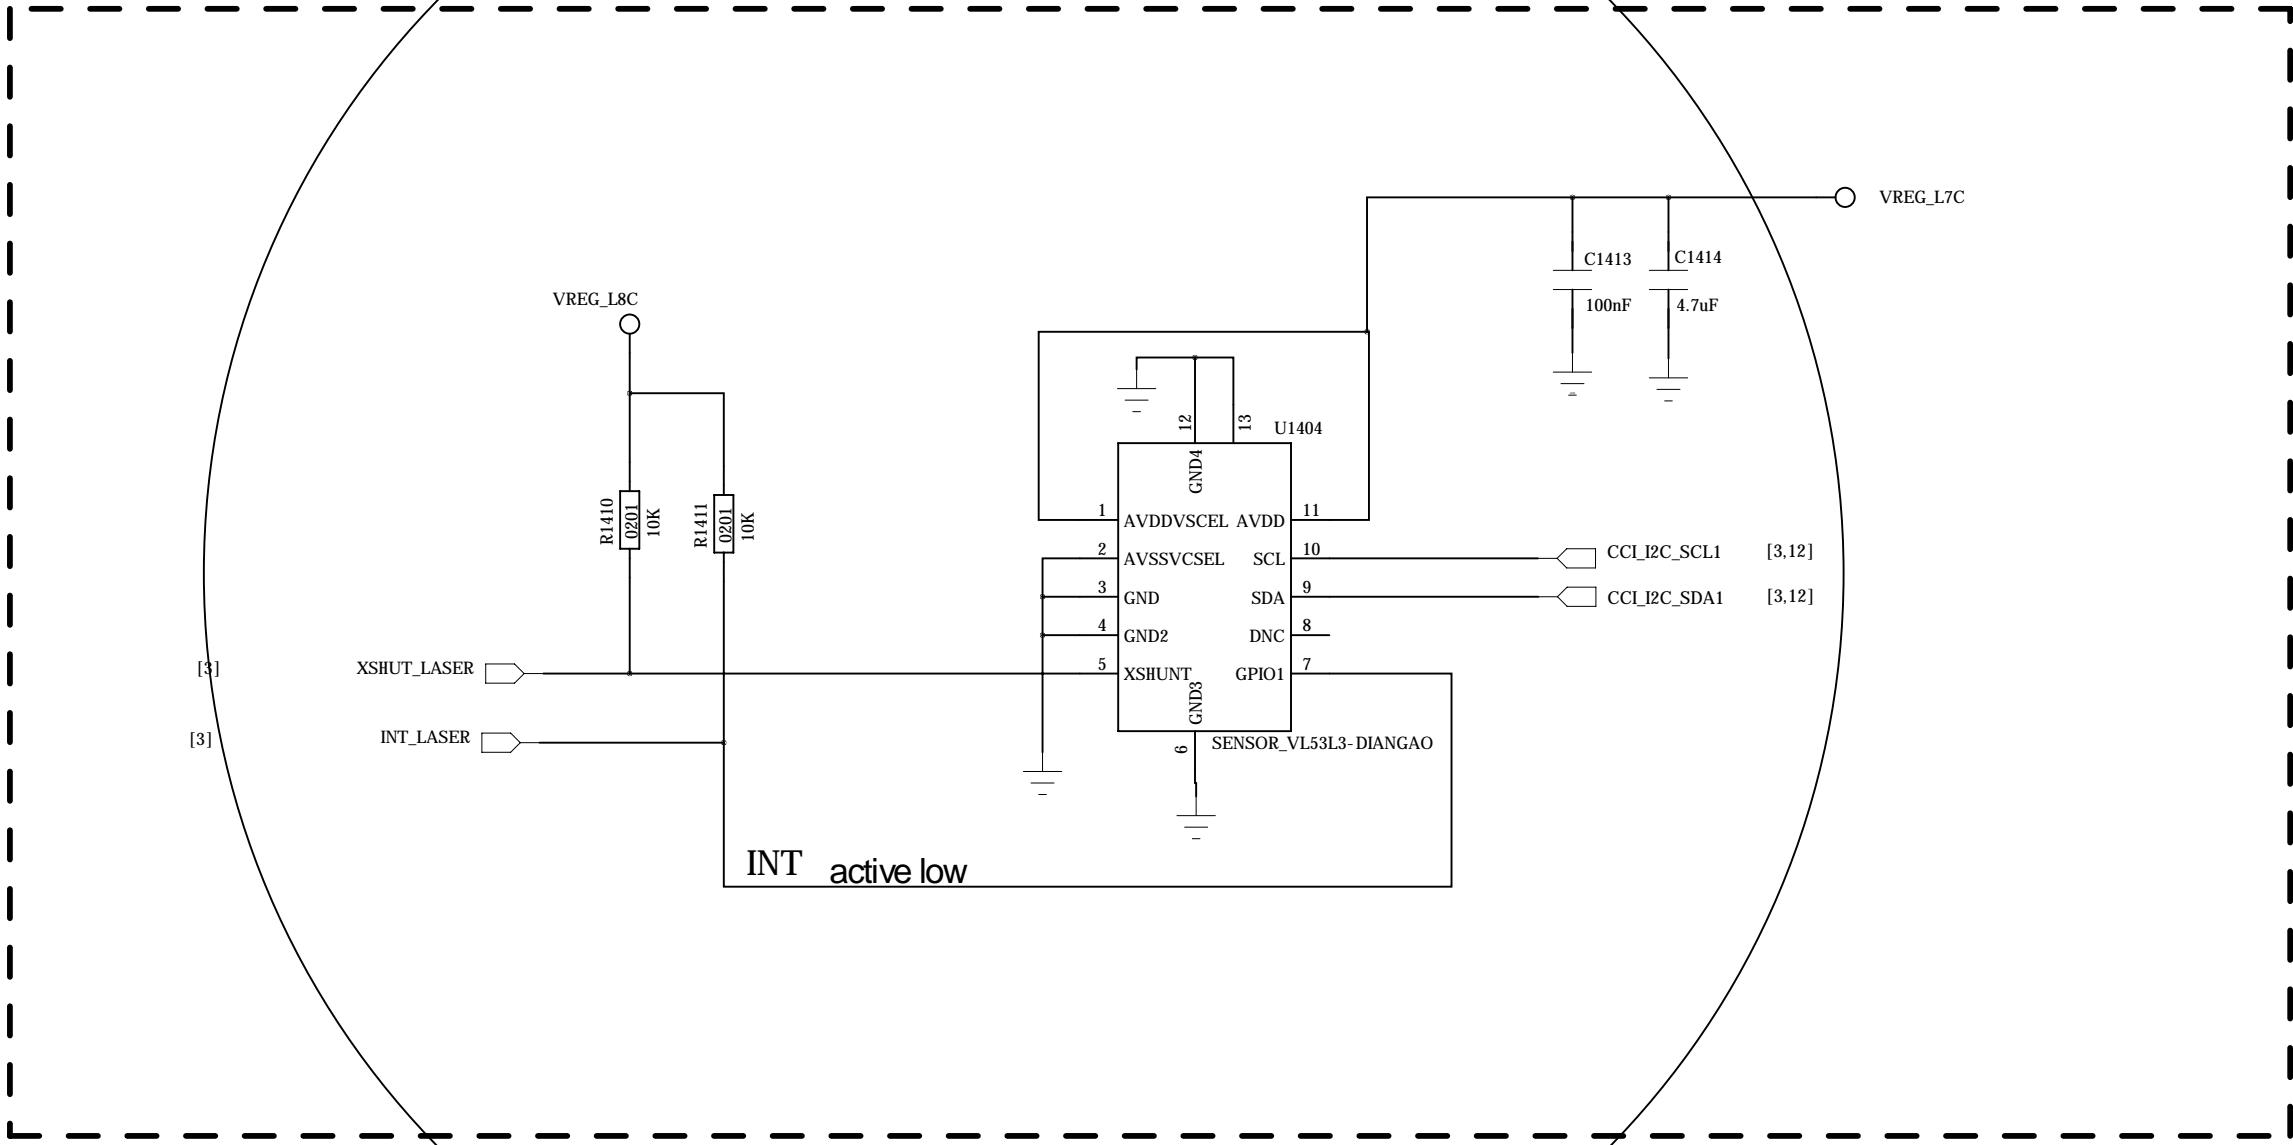 VREG_L7C
C1413
C1414
100nF
4.7uF
VREG_L8C
12
13
U1404
GND4
R1410
0201
10K
R1411
0201
10K
1
AVDDVSCEL
AVDD
11
2
AVSSVCSEL
SCL
10
CCI_I2C_SCL1
[3,12]
3
GND
SDA
9
CCI_I2C_SDA1
[3,12]
4
GND2
DNC
8
[3]
XSHUT_LASER
5
XSHUNT
GPIO1
7
GND3
[3]
INT_LASER
6
SENSOR_VL53L3-DIANGAO
INT active low